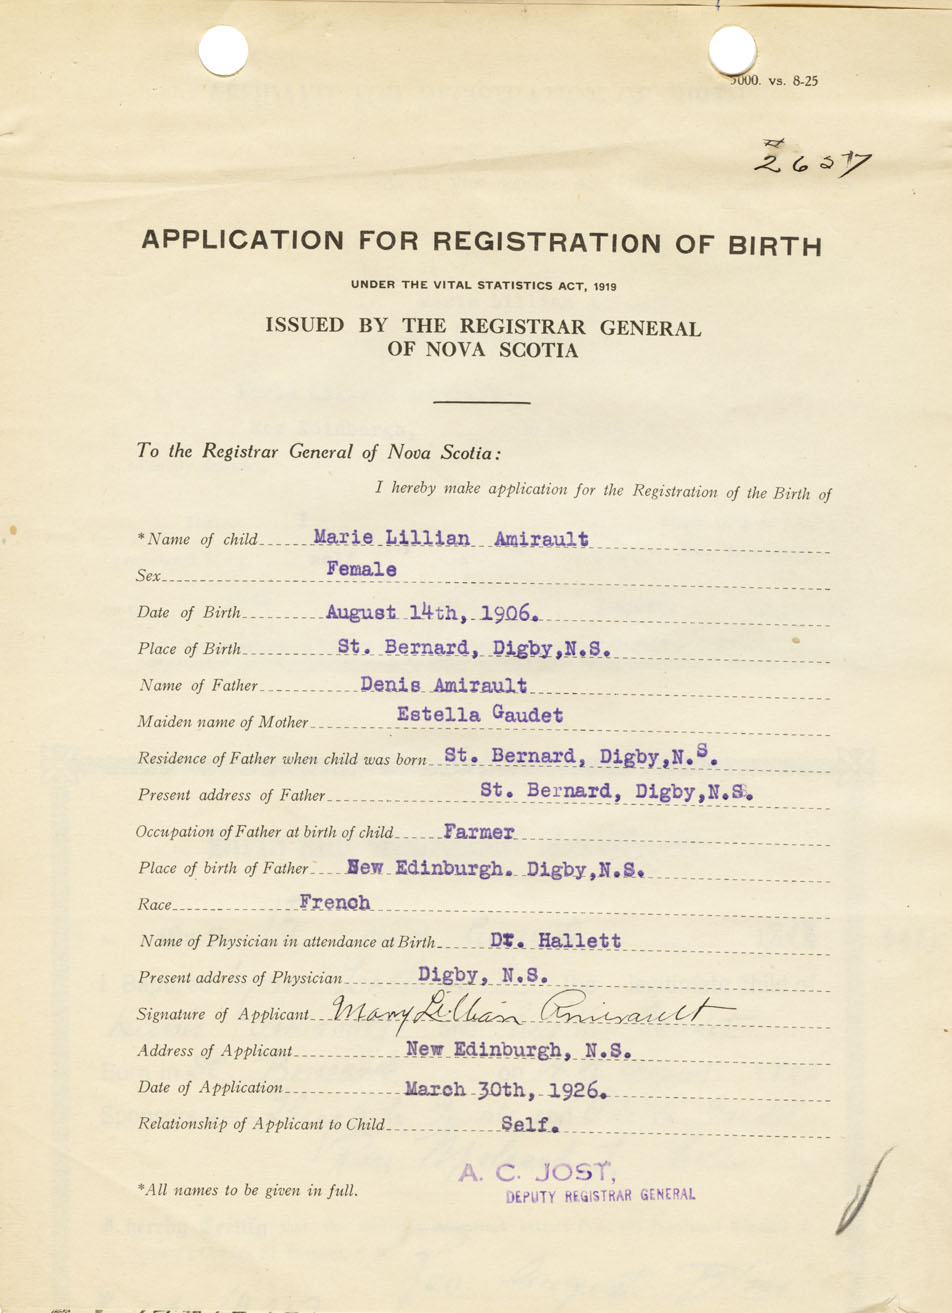 5000. vs. 8-25
# 2637
APPLICATION FOR REGISTRATION OF BIRTH
UNDER THE VITAL STATISTICS ACT, 1919
ISSUED BY THE REGISTRAR GENERAL
OF NOVA SCOTIA
To the Registrar General of Nova Scotia:
I hereby make application for the Registration of the Birth of
*Name of child Marie Lillian Amirault
Sex Female
Date of Birth August 14th, 1906.
Place of Birth St. Bernard, Digby,N.S.
Name of Father Denis Amirault
Maiden name of Mother Estella Gaudet
Residence of Father when child was born St. Bernard, Digby,N.S.
Present address of Father St. Bernard, Digby,N.S.
Occupation of Father at birth of child Farmer
Place of birth of Father New Edinburgh. Digby,N.S.
Race French
Name of Physician in attendance at Birth Dr. Hallett
Present address of Physician Digby, N.S.
Signature of Applicant Mary Lillian Amirault
Address of Applicant New Edinburgh, N.S.
Date of Application March 30th, 1926.
Relationship of Applicant to Child Self.
A. C. JOST,
*All names to be given in full. DEPUTY REGISTRAR GENERAL